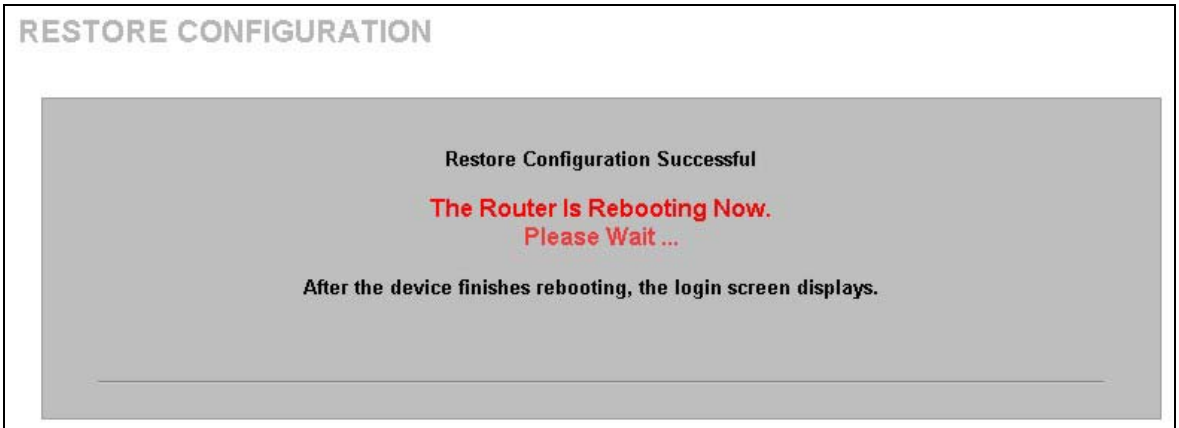 RESTORE CONFIGURATION
Restore Configuration Successful
The Router Is Rebooting Now.
Please Wait ...
After the device finishes rebooting, the login screen displays.